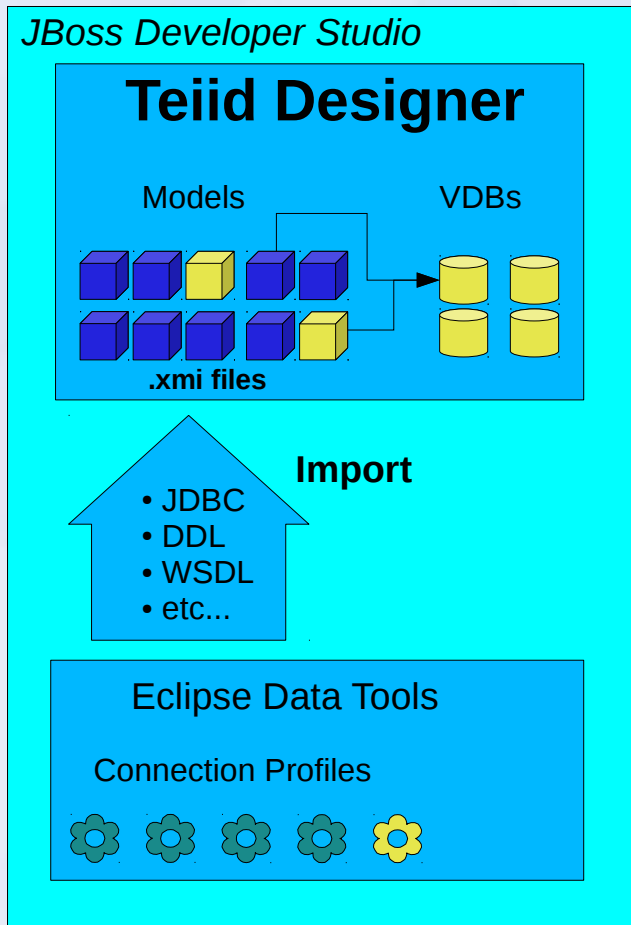 JBoss Developer Studio
Teiid Designer
Models
VDBs
.xmi files
Import
• JDBC
• DDL
• WSDL
• etc...
Eclipse Data Tools
Connection Profiles